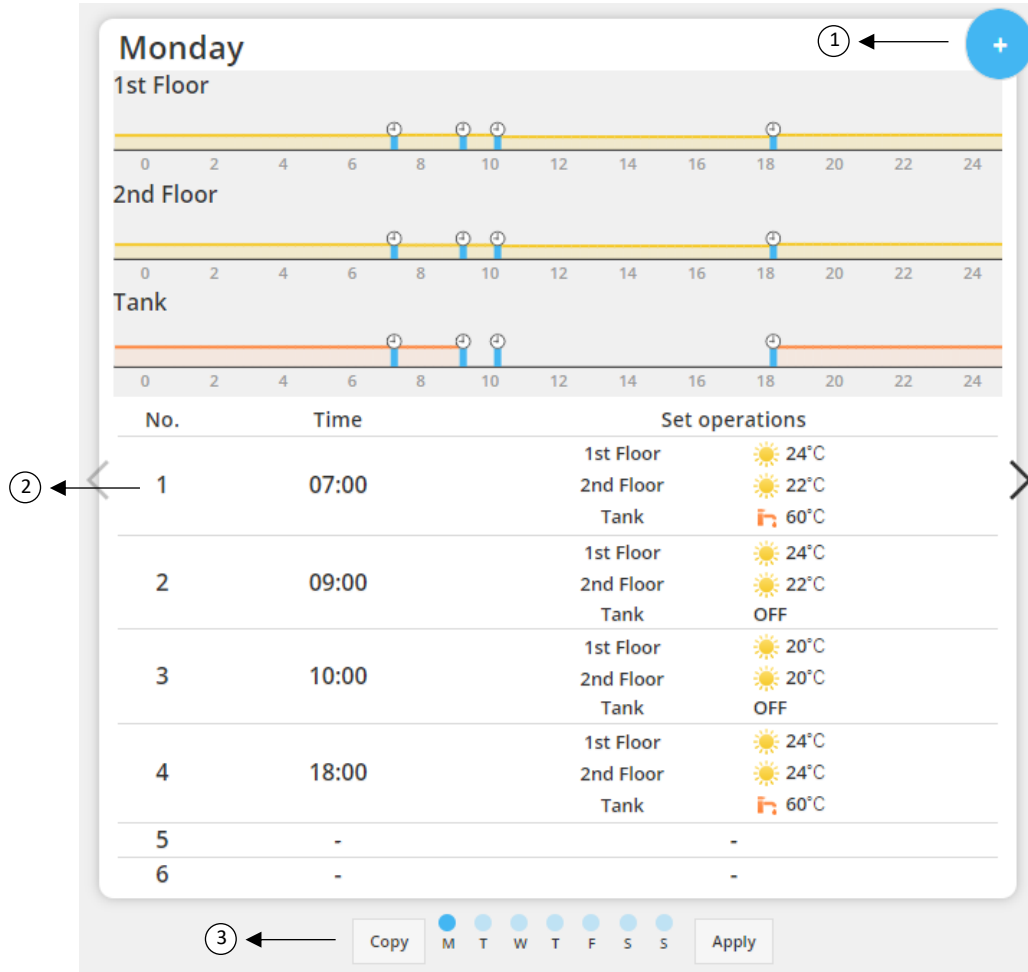 Monday
1
+
1st Floor
0 2 4 6 8 10 12 14 16 18 20 22 24
2nd Floor
0 2 4 6 8 10 12 14 16 18 20 22 24
Tank
0 2 4 6 8 10 12 14 16 18 20 22 24
No. Time Set operations
1st Floor 24°C
2 1 07:00 2nd Floor 22°C
Tank 60°C
1st Floor 24°C
2 09:00 2nd Floor 22°C
Tank OFF
1st Floor 20°C
3 10:00 2nd Floor 20°C
Tank OFF
1st Floor 24°C
4 18:00 2nd Floor 24°C
Tank 60°C
5 - -
6 - -
3 Copy M T W T F S S Apply